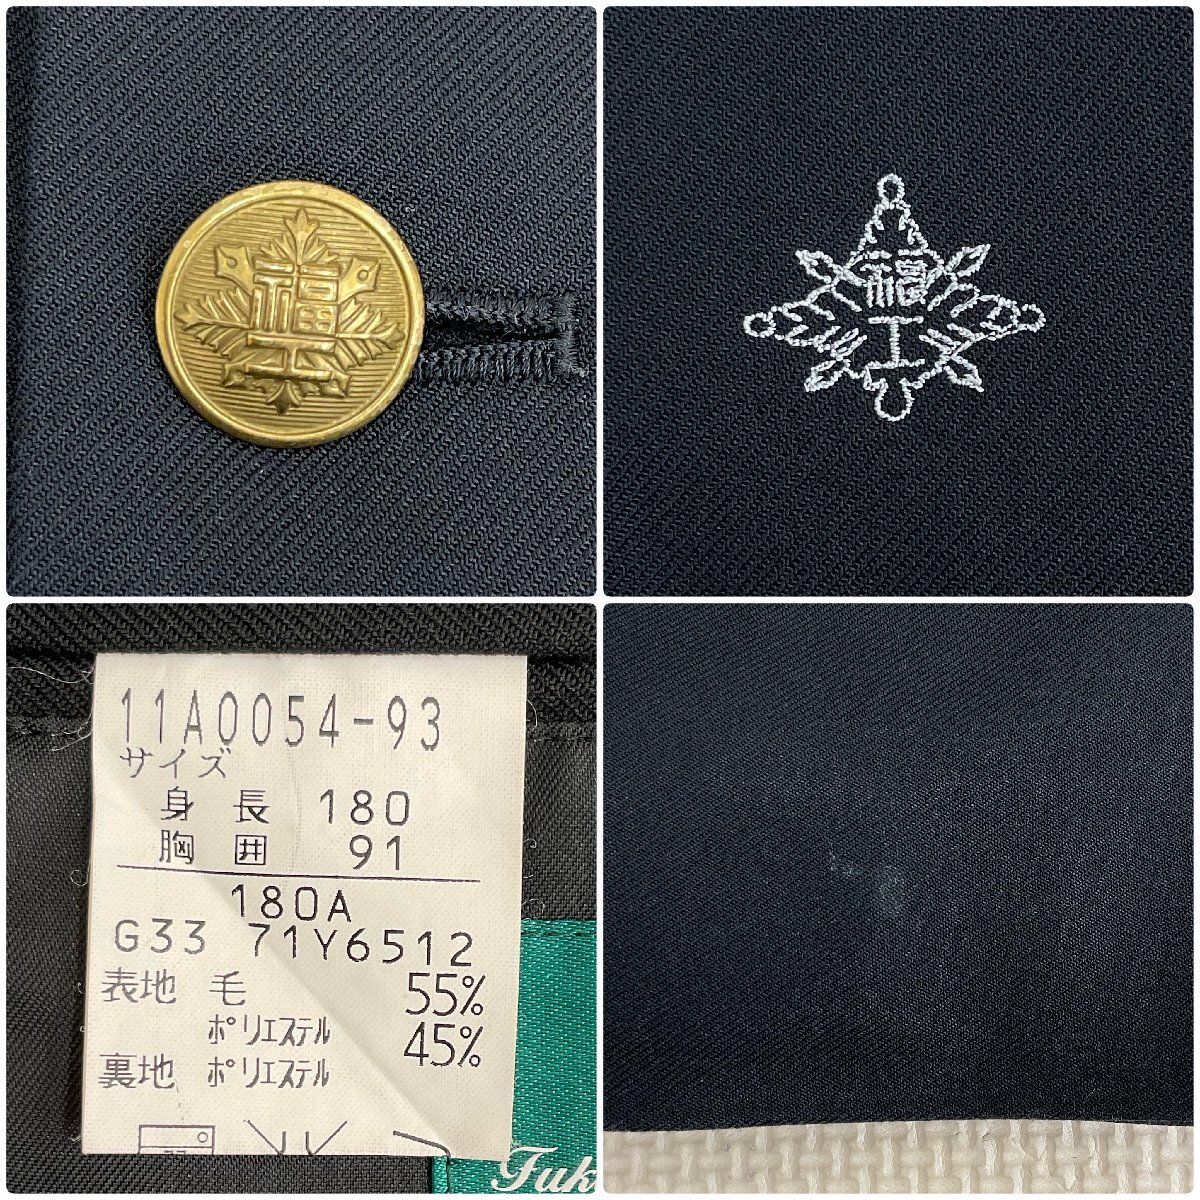 福
工
福
工
11A0054-93
サイズ
身長 180
胸囲 91
180A
G33 71Y6512
表地 毛 55%
ポリエステル 45%
裏地 ポリエステル
Fuk